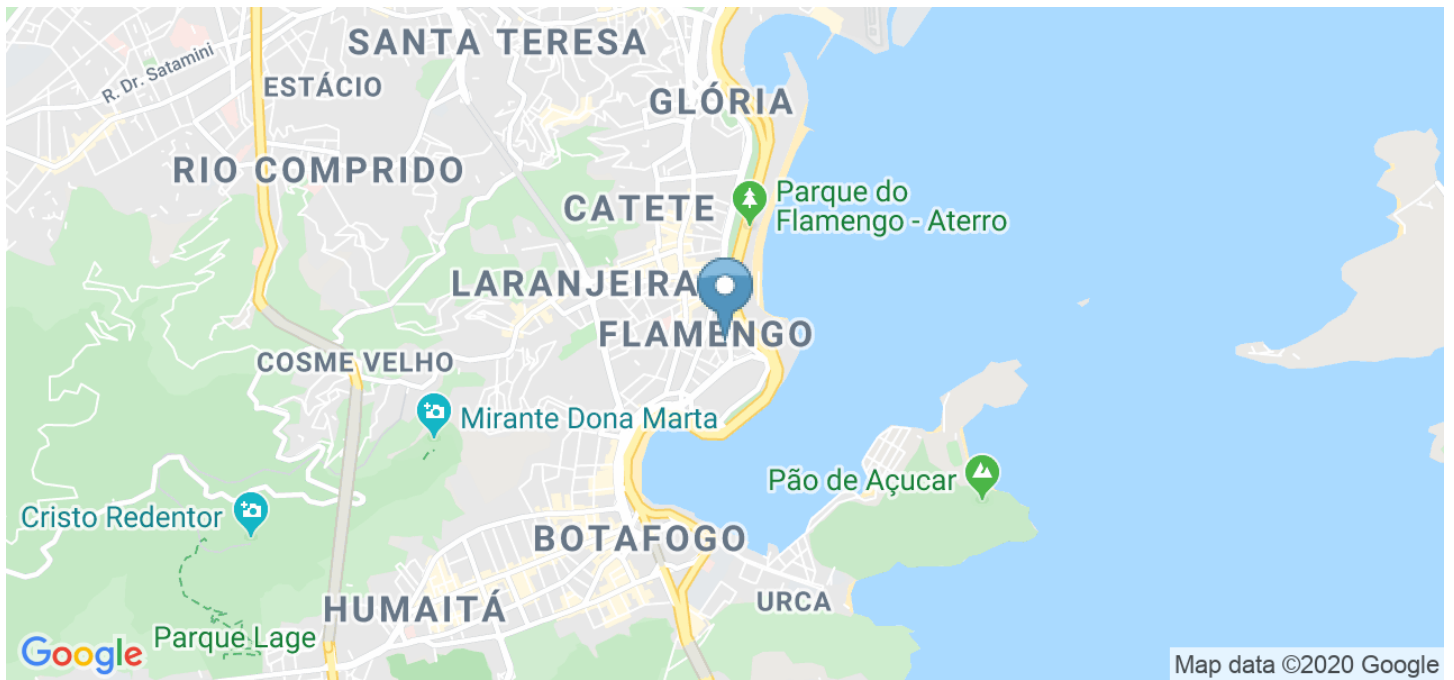 SANTA TERESA
R. Dr. Satamini
ESTÁCIO
GLÓRIA
RIO COMPRIDO
CATETE
Parque do
Flamengo - Aterro
LARANJEIRA
FLAMENGO
COSME VELHO
Mirante Dona Marta
Pão de Açucar
Cristo Redentor
BOTAFOGO
URCA
HUMAITÁ
Parque Lage
Google
Map data ©2020 Google